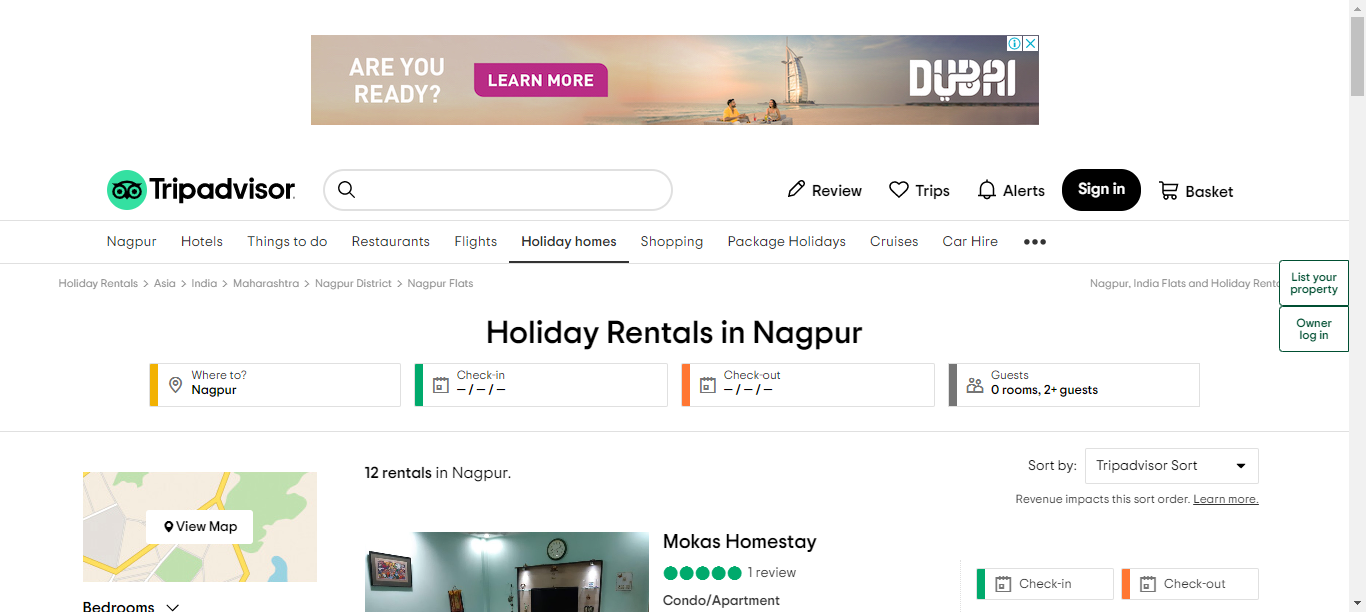 ARE YOU
READY?
LEARN MORE
DUBAI
Tripadvisor
Review
Trips
Alerts
Sign in
Basket
Nagpur
Hotels
Things to do
Restaurants
Flights
Holiday homes
Shopping
Package Holidays
Cruises
Car Hire
Holiday Rentals > Asia > India > Maharashtra > Nagpur District > Nagpur Flats
Nagpur, India Flats and Holiday Renta
List your
property
Owner
log in
Holiday Rentals in Nagpur
Where to?
Nagpur
Check-in
– / – / –
Check-out
– / – / –
Guests
0 rooms, 2+ guests
View Map
Bedrooms
12 rentals in Nagpur.
Sort by:
Tripadvisor Sort
Revenue impacts this sort order. Learn more.
Mokas Homestay
1 review
Condo/Apartment
Check-in
Check-out